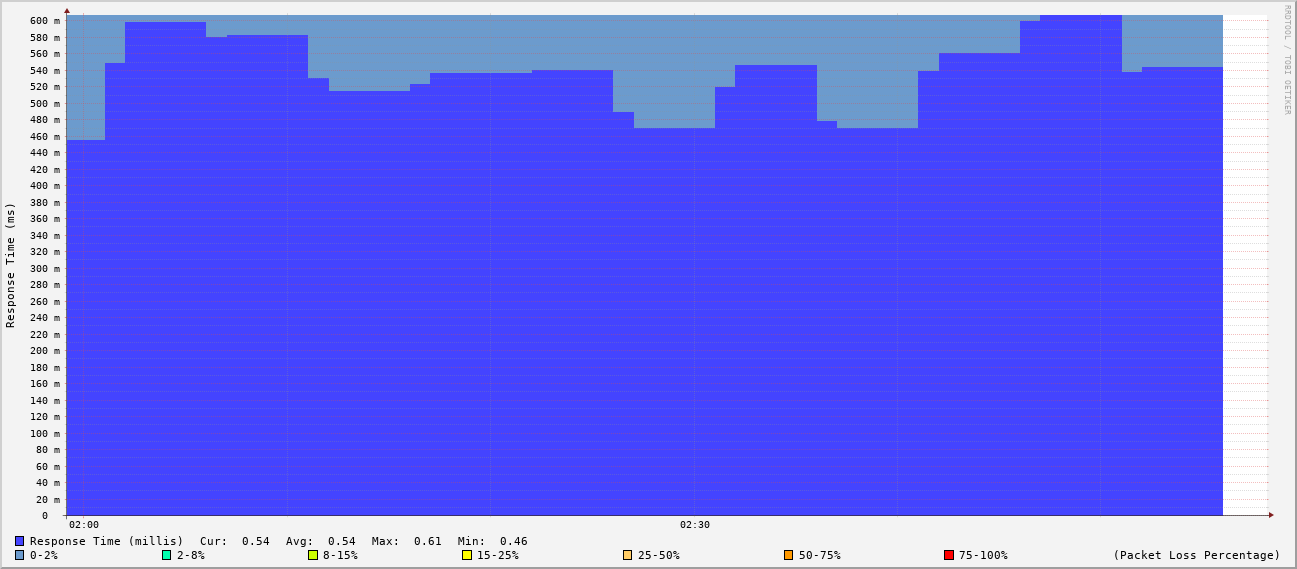 RRDTOOL / TOBI OETIKER
Response Time (ms)
600 m
580 m
560 m
540 m
520 m
500 m
480 m
460 m
440 m
420 m
400 m
380 m
360 m
340 m
320 m
300 m
280 m
260 m
240 m
220 m
200 m
180 m
160 m
140 m
120 m
100 m
80 m
60 m
40 m
20 m
0
02:00 02:30
Response Time (millis) Cur: 0.54 Avg: 0.54 Max: 0.61 Min: 0.46
0-2% 2-8% 8-15% 15-25% 25-50% 50-75% 75-100% (Packet Loss Percentage)